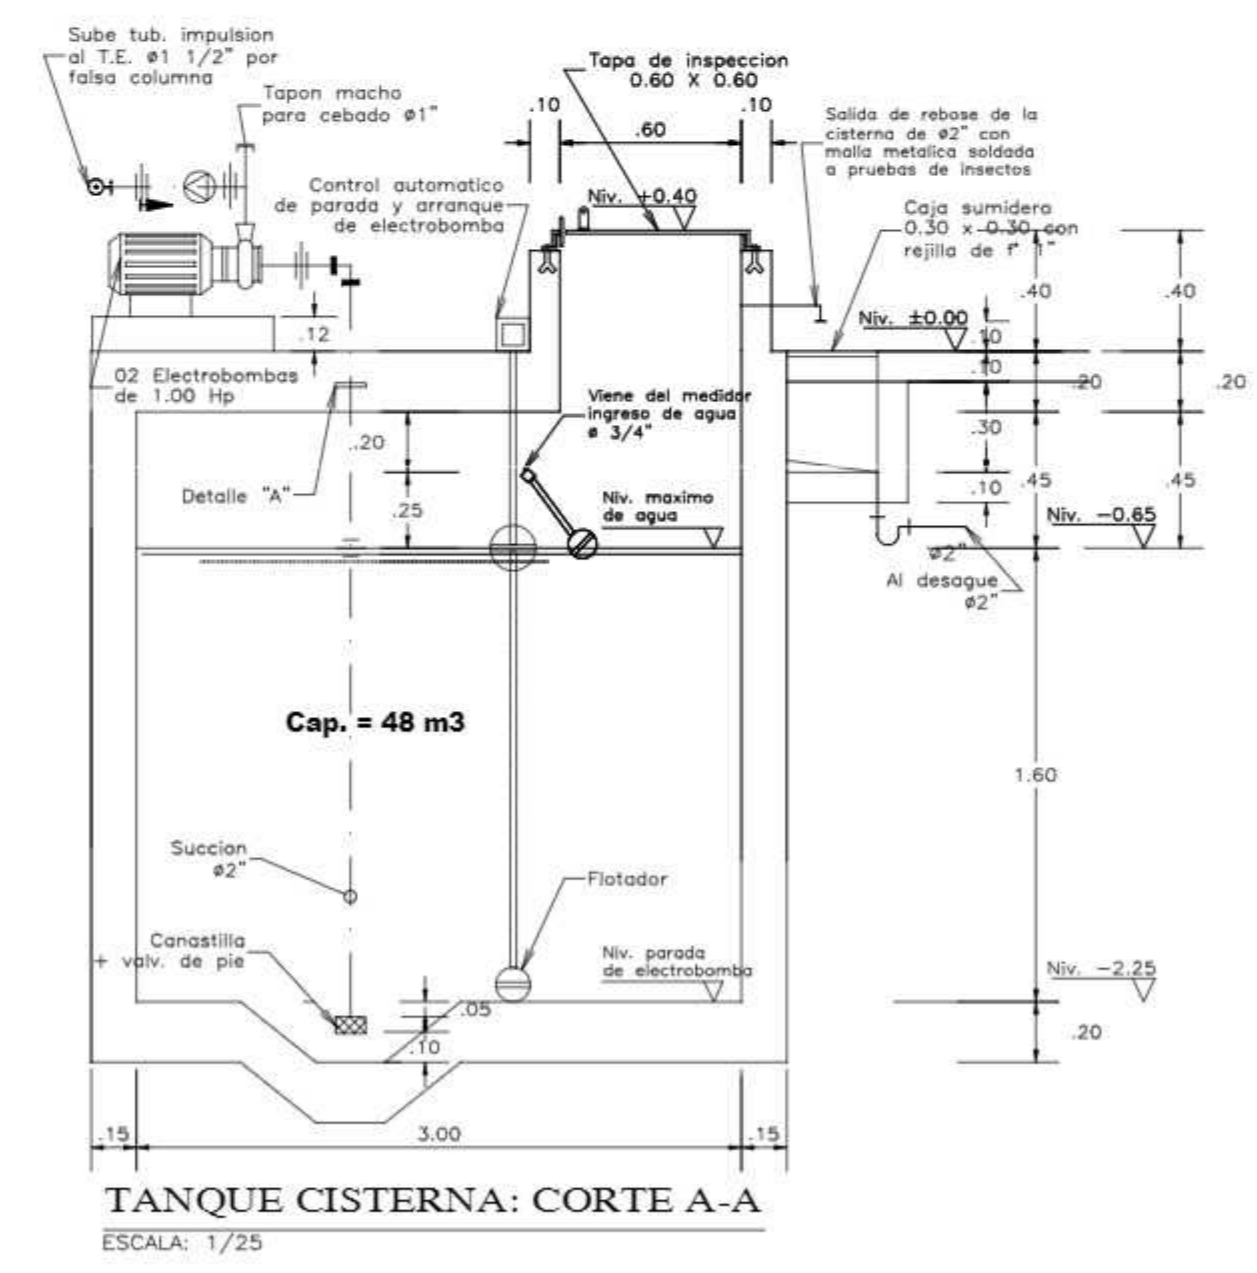 Sube tub. impulsion
al T.E. ø1 1/2" por
falsa columna
Tapon macho
para cebado ø1"
Control automatico
de parada y arranque
de electrobomba
Tapa de inspeccion
0.60 X 0.60
.10
.60
.10
Salida de rebose de la
cisterna de ø2" con
malla metalica soldada
a pruebas de insectos
Niv. +0.40
Caja sumidero
0.30 x 0.30 con
rejilla de f° 1"
.40
.40
Niv. ±0.00
.10
.12
.10
.20
.20
02 Electrobombas
de 1.00 Hp
Viene del medidor
ingreso de agua
ø 3/4"
.20
.30
Detalle "A"
.25
Niv. maximo
de agua
.10
.45
.45
Niv. -0.65
ø2"
Al desague
ø2"
Cap. = 48 m3
1.60
Succion
ø2"
Flotador
Canastilla
+ valv. de pie
Niv. parada
de electrobomba
Niv. -2.25
.05
.10
.20
.15
3.00
.15
TANQUE CISTERNA: CORTE A-A
ESCALA: 1/25